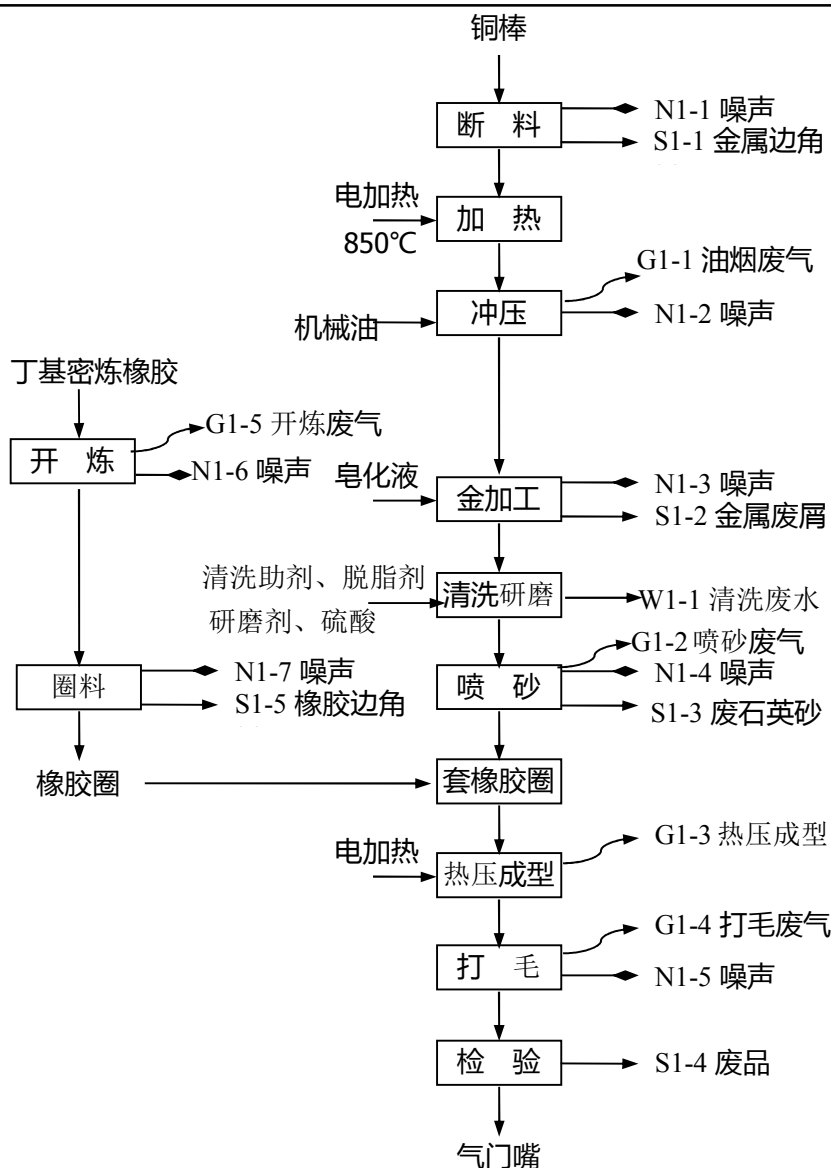 铜棒
断 料
N1-1 噪声
S1-1 金属边角
电加热
850℃
加 热
G1-1 油烟废气
机械油
冲压
N1-2 噪声
丁基密炼橡胶
G1-5 开炼废气
开 炼
N1-6 噪声
皂化液
金加工
N1-3 噪声
S1-2 金属废屑
清洗助剂、脱脂剂
研磨剂、硫酸
清洗研磨
W1-1 清洗废水
G1-2 喷砂废气
圈料
N1-7 噪声
S1-5 橡胶边角
喷 砂
N1-4 噪声
S1-3 废石英砂
橡胶圈
套橡胶圈
电加热
热压成型
G1-3 热压成型
G1-4 打毛废气
打 毛
N1-5 噪声
检 验
S1-4 废品
气门嘴